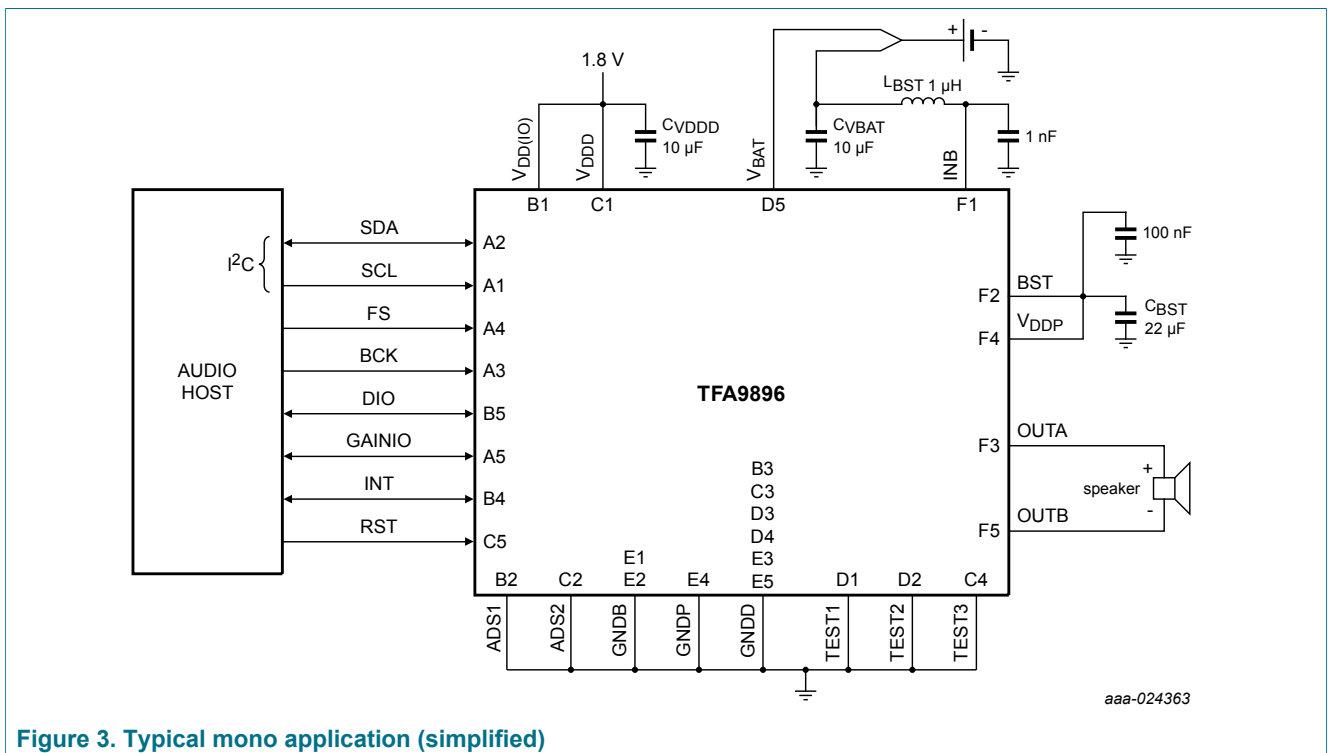 1.8 V
+ -
LBST 1 µH
CVDDD
10 µF
CVBAT
10 µF
1 nF
VDD(IO)
VDDD
VBAT
INB
B1 C1 D5 F1
AUDIO
HOST
I2C
SDA
A2
SCL
A1
FS
A4
BCK
A3
DIO
B5
GAINIO
A5
INT
B4
RST
C5
TFA9896
100 nF
F2 BST
F4 VDDP
CBST
22 µF
F3 OUTA
+
speaker
-
F5 OUTB
B3
C3
D3
D4
E1 E3
B2 C2 E2 E4 E5 D1 D2 C4
ADS1
ADS2
GNDB
GNDP
GNDD
TEST1
TEST2
TEST3
aaa-024363
Figure 3. Typical mono application (simplified)